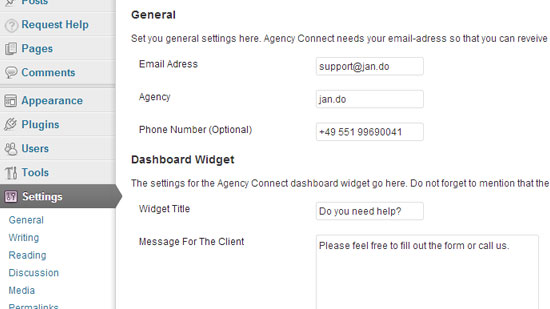 Posts
Request Help
Pages
Comments
Appearance
Plugins
Users
Tools
Settings
General
Writing
Reading
Discussion
Media
Permalinks
General
Set you general settings here. Agency Connect needs your email-adress so that you can reveive
Email Adress
support@jan.do
Agency
jan.do
Phone Number (Optional)
+49 551 99690041
Dashboard Widget
The settings for the Agency Connect dashboard widget go here. Do not forget to mention that the
Widget Title
Do you need help?
Message For The Client
Please feel free to fill out the form or call us.